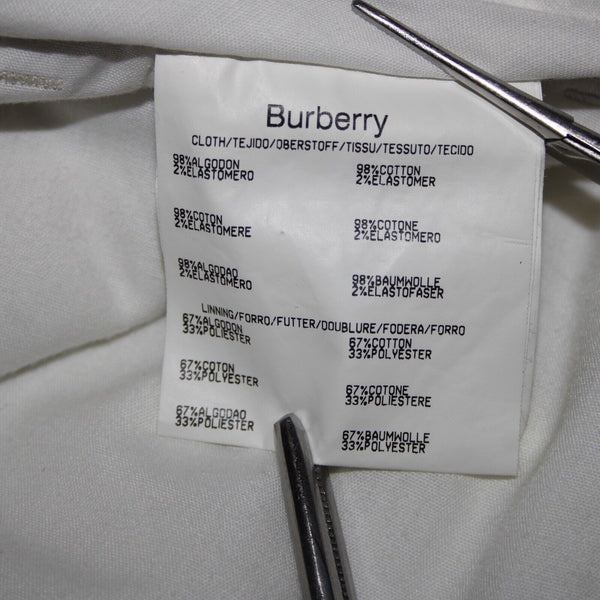 Burberry
CLOTH/TEJIDO/OBERSTOFF/TISSU/TESSUTO/TECIDO
98%ALGODON
2%ELASTOMERO
98%COTTON
2%ELASTOMER
98%COTON
2%ELASTOMERE
98%COTONE
2%ELASTOMERO
98%ALGODAO
2%ELASTOMERO
98%BAUMWOLLE
2%ELASTOFASER
LINNING/FORRO/FUTTER/DOUBLURE/FODERA/FORRO
67%ALGODON
33%POLIESTER
67%COTTON
33%POLYESTER
67%COTON
33%POLYESTER
67%COTONE
33%POLIESTERE
67%ALGODAO
33%POLIESTER
67%BAUMWOLLE
33%POLYESTER